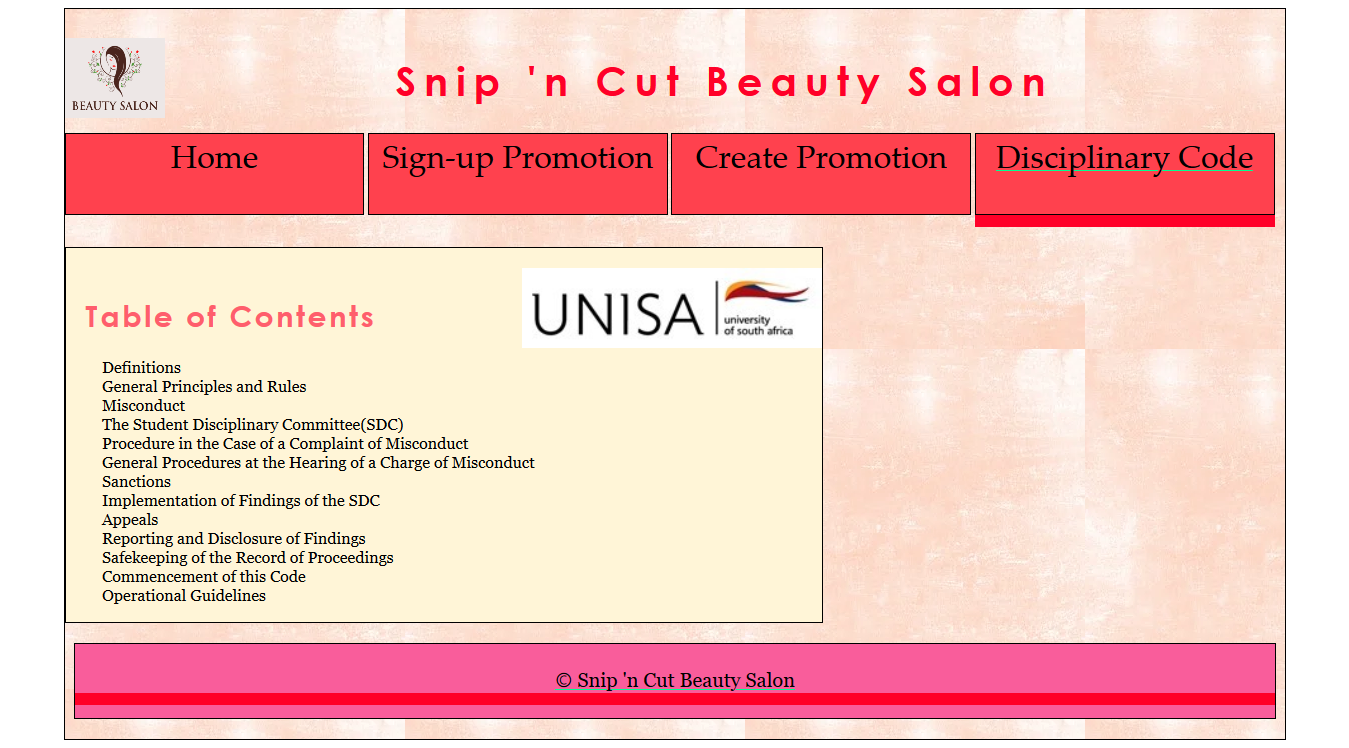 BEAUTY SALON
Snip 'n Cut Beauty Salon
Home
Sign-up Promotion
Create Promotion
Disciplinary Code
Table of Contents
UNISA
university
of south africa
Definitions
General Principles and Rules
Misconduct
The Student Disciplinary Committee(SDC)
Procedure in the Case of a Complaint of Misconduct
General Procedures at the Hearing of a Charge of Misconduct
Sanctions
Implementation of Findings of the SDC
Appeals
Reporting and Disclosure of Findings
Safekeeping of the Record of Proceedings
Commencement of this Code
Operational Guidelines
© Snip 'n Cut Beauty Salon